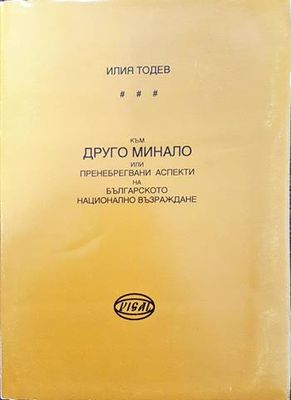 ИЛИЯ ТОДЕВ
# # #
КЪМ
ДРУГО МИНАЛО
ИЛИ
ПРЕНЕБРЕГВАНИ АСПЕКТИ
НА
БЪЛГАРСКОТО
НАЦИОНАЛНО ВЪЗРАЖДАНЕ
VIGAL